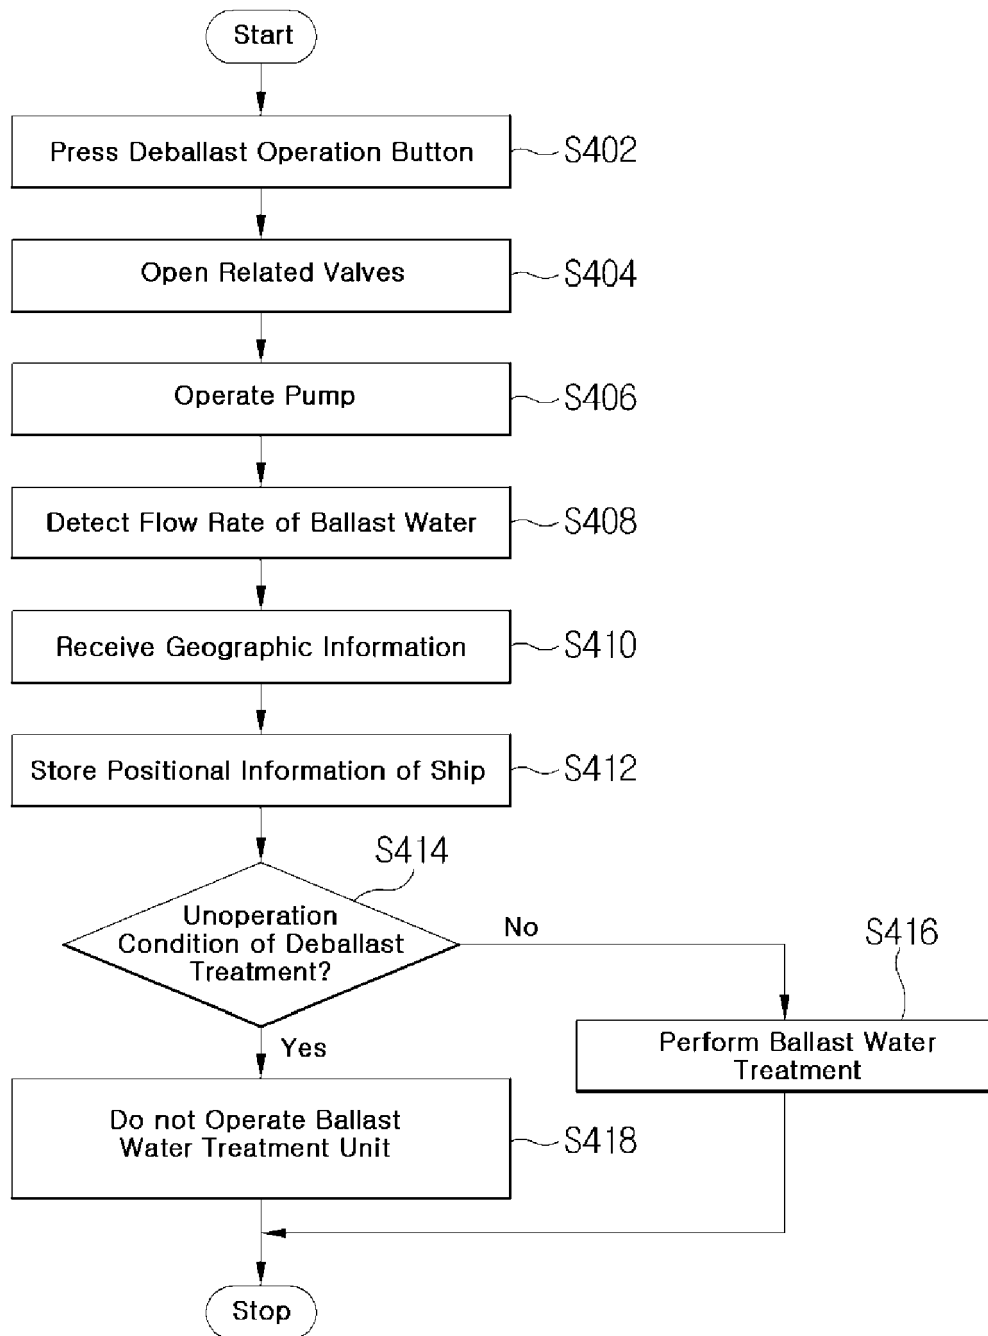 Start
Press Deballast Operation Button
S402
Open Related Valves
S404
Operate Pump
S406
Detect Flow Rate of Ballast Water
S408
Receive Geographic Information
S410
Store Positional Information of Ship
S412
S414
Unoperation
Condition of Deballast
Treatment?
No
S416
Perform Ballast Water
Treatment
Yes
Do not Operate Ballast
Water Treatment Unit
S418
Stop